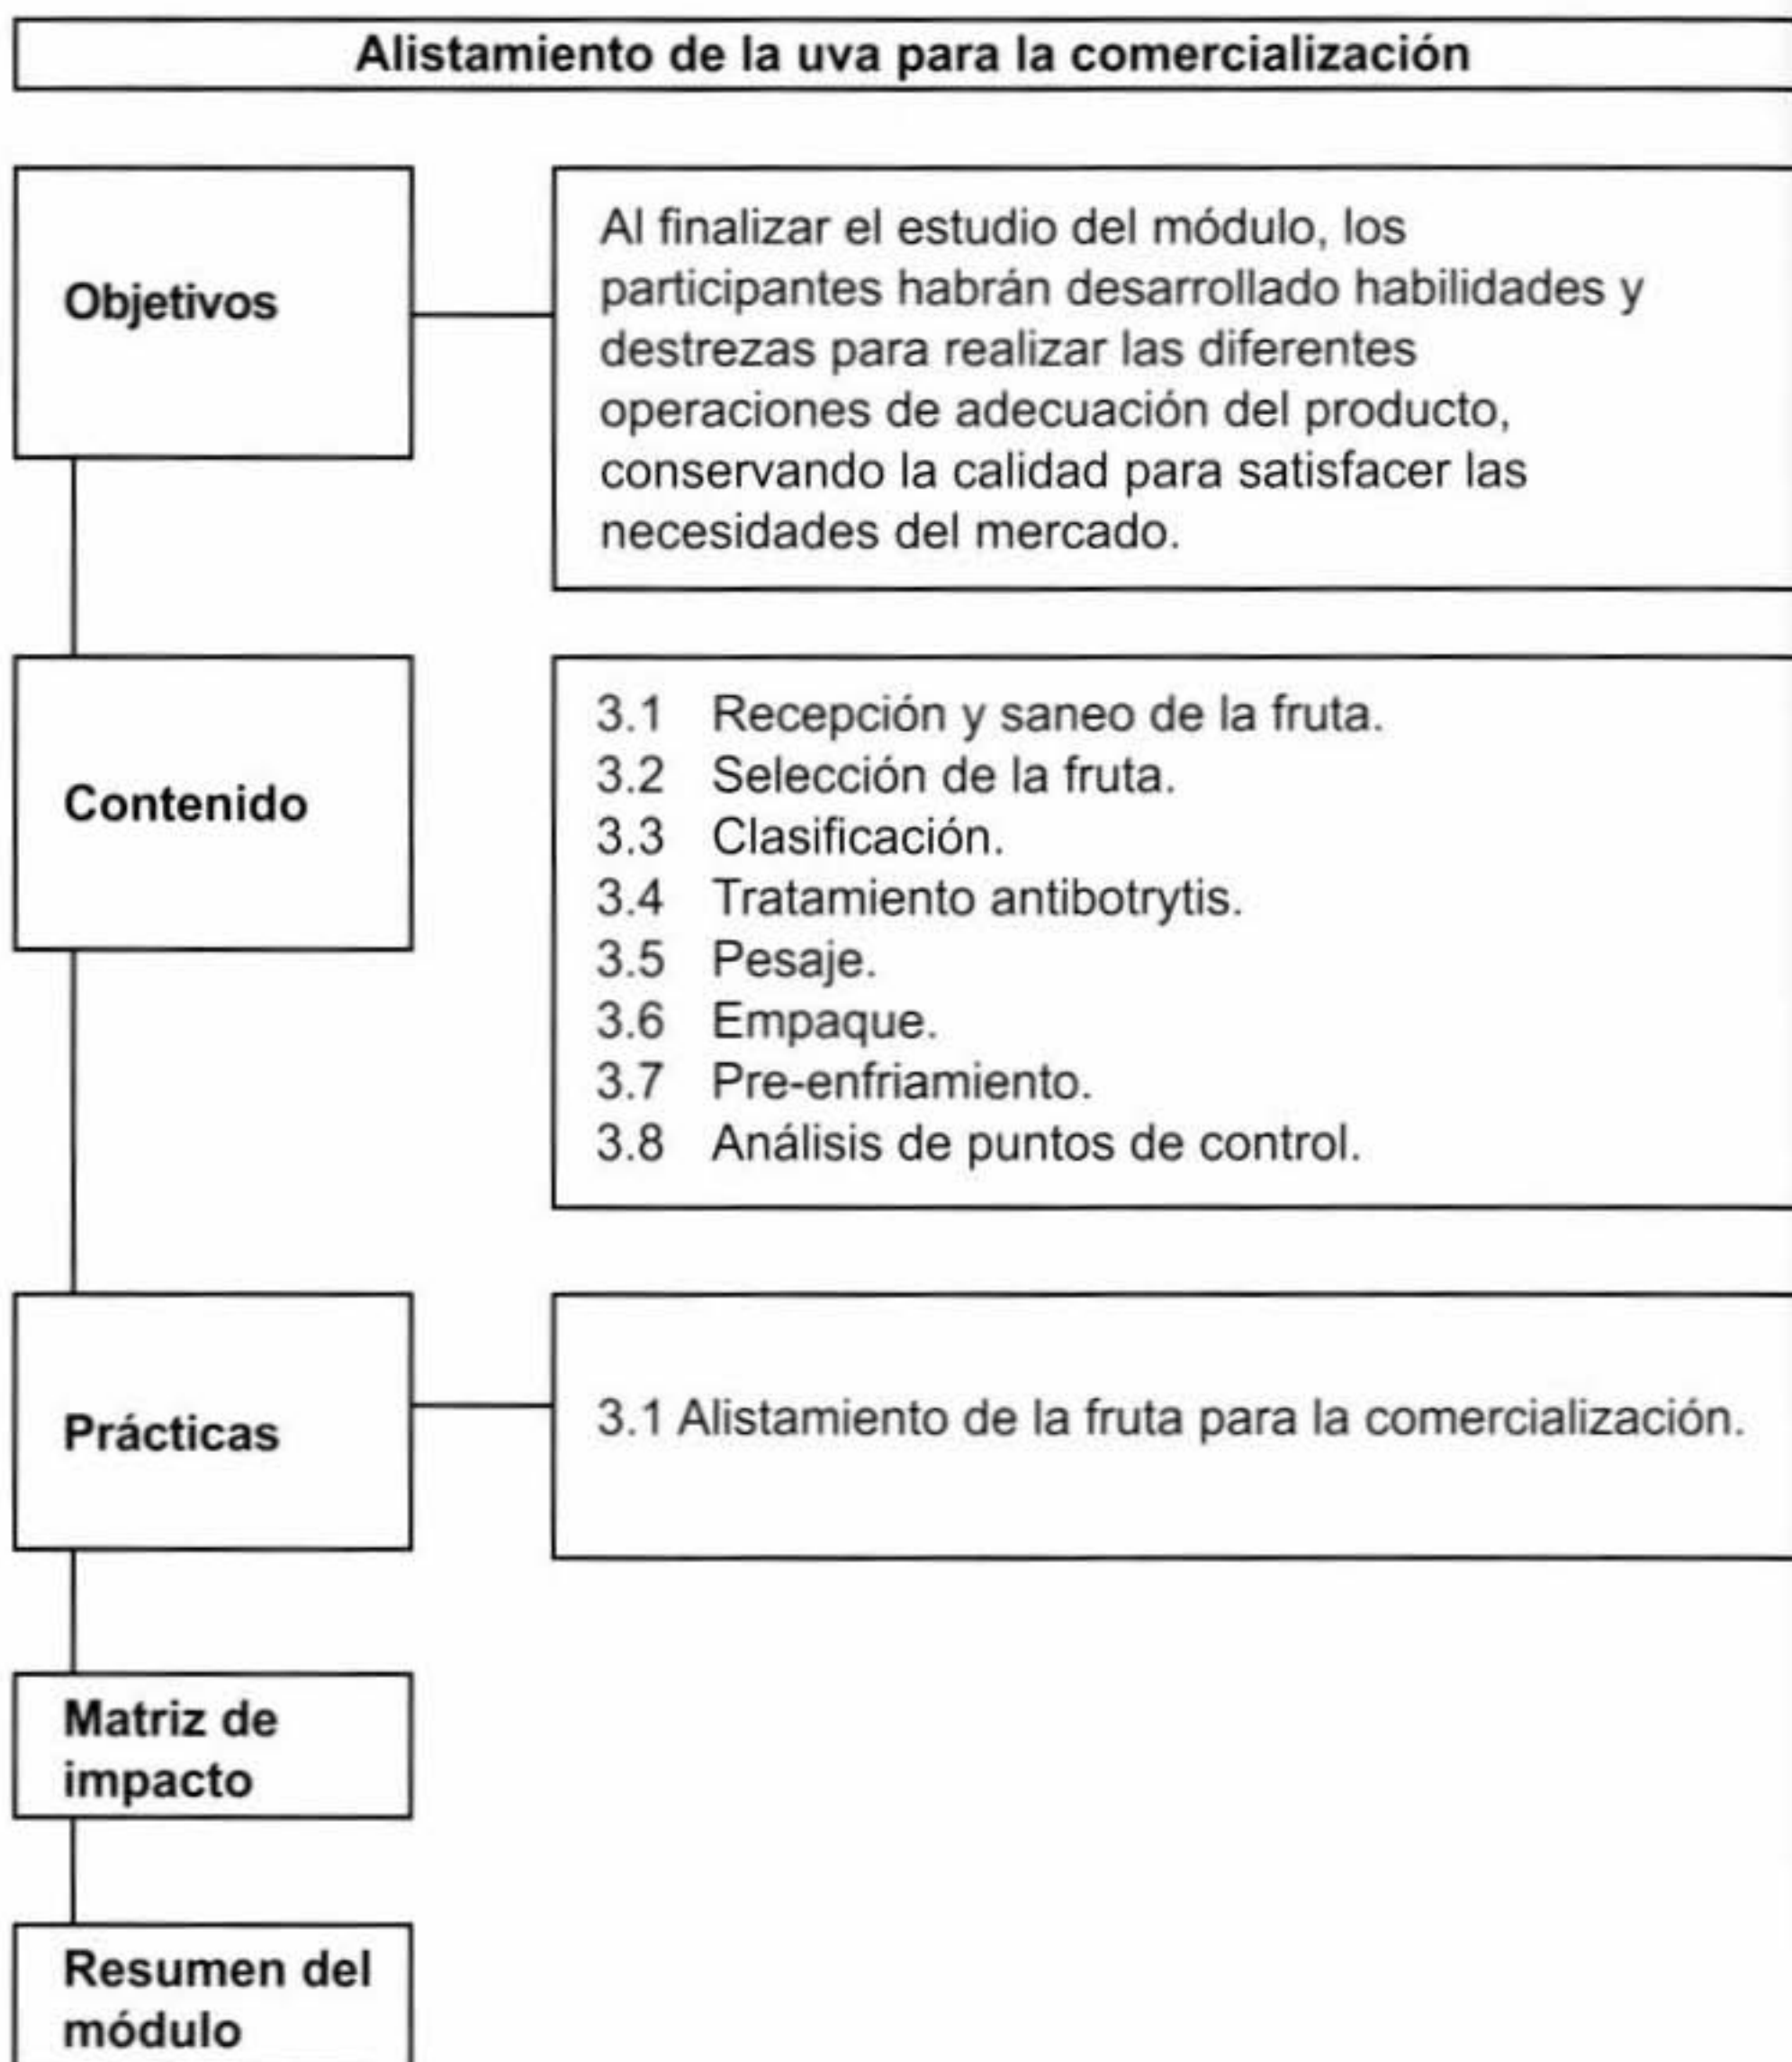 Alistamiento de la uva para la comercialización
Objetivos
Al finalizar el estudio del módulo, los
participantes habrán desarrollado habilidades y
destrezas para realizar las diferentes
operaciones de adecuación del producto,
conservando la calidad para satisfacer las
necesidades del mercado.
Contenido
3.1 Recepción y saneo de la fruta.
3.2 Selección de la fruta.
3.3 Clasificación.
3.4 Tratamiento antibotrytis.
3.5 Pesaje.
3.6 Empaque.
3.7 Pre-enfriamiento.
3.8 Análisis de puntos de control.
Prácticas
3.1 Alistamiento de la fruta para la comercialización.
Matriz de
impacto
Resumen del
módulo